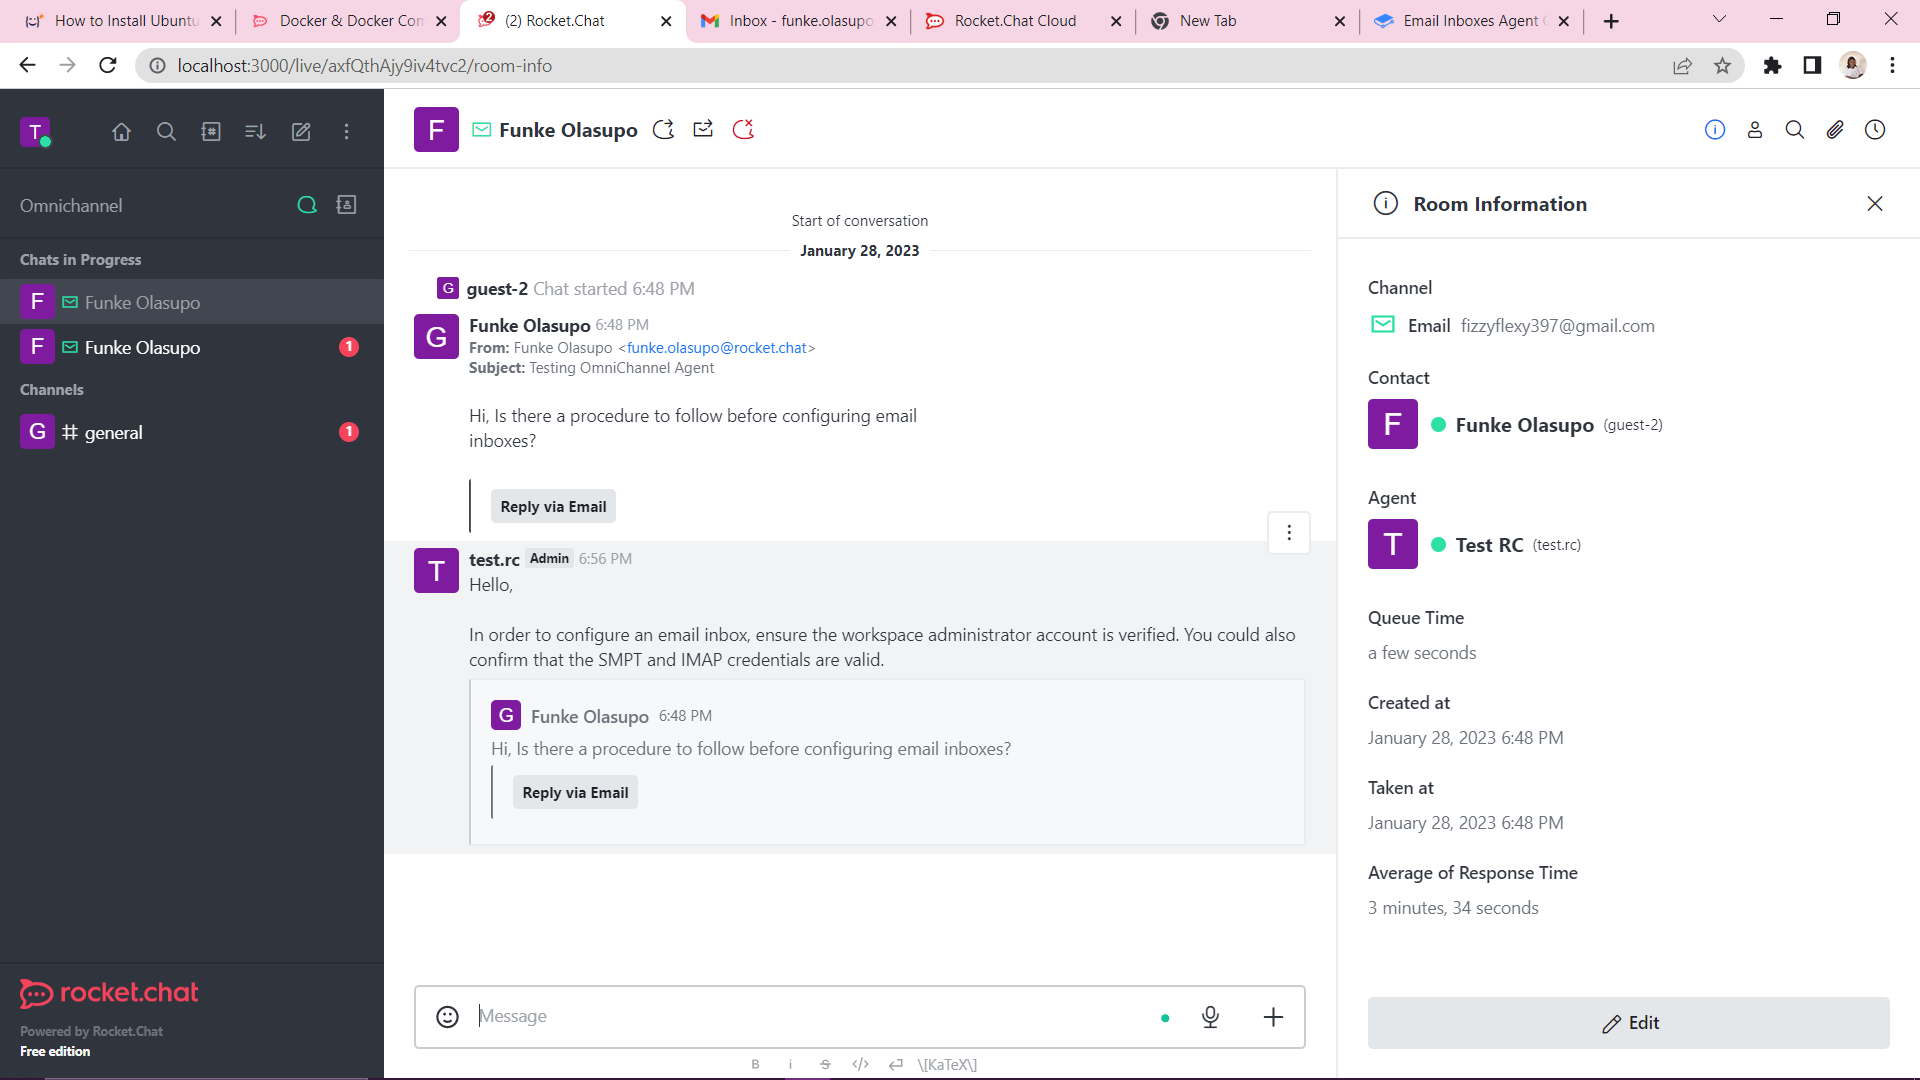 How to Install Ubuntu
Docker & Docker Com
(2) Rocket.Chat
Inbox - funke.olasupo
Rocket.Chat Cloud
New Tab
Email Inboxes Agent
localhost:3000/live/axfQthAjy9iv4tvc2/room-info
T
F Funke Olasupo
Omnichannel
Chats in Progress
F Funke Olasupo
F Funke Olasupo 1
Channels
G # general 1
rocket.chat
Powered by Rocket.Chat
Free edition
Start of conversation
January 28, 2023
G guest-2 Chat started 6:48 PM
G Funke Olasupo 6:48 PM
From: Funke Olasupo <funke.olasupo@rocket.chat>
Subject: Testing OmniChannel Agent
Hi, Is there a procedure to follow before configuring email
inboxes?
Reply via Email
T test.rc Admin 6:56 PM
Hello,
In order to configure an email inbox, ensure the workspace administrator account is verified. You could also
confirm that the SMPT and IMAP credentials are valid.
G Funke Olasupo 6:48 PM
Hi, Is there a procedure to follow before configuring email inboxes?
Reply via Email
Message
B i S </> \[KaTeX\]
Room Information
Channel
Email fizzyflexy397@gmail.com
Contact
F Funke Olasupo (guest-2)
Agent
T Test RC (test.rc)
Queue Time
a few seconds
Created at
January 28, 2023 6:48 PM
Taken at
January 28, 2023 6:48 PM
Average of Response Time
3 minutes, 34 seconds
Edit